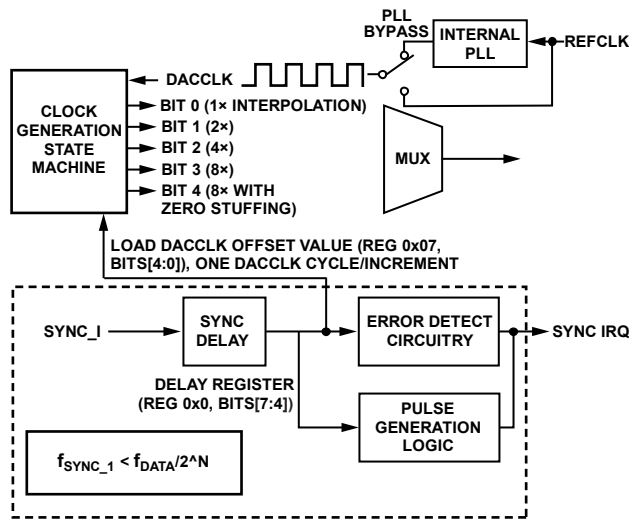 PLL
BYPASS
INTERNAL
PLL
REFCLK
DACCLK
CLOCK
GENERATION
STATE
MACHINE
BIT 0 (1× INTERPOLATION)
BIT 1 (2×)
BIT 2 (4×)
BIT 3 (8×)
BIT 4 (8× WITH
ZERO STUFFING)
MUX
LOAD DACCLK OFFSET VALUE (REG 0x07,
BITS[4:0]), ONE DACCLK CYCLE/INCREMENT
SYNC_I
SYNC
DELAY
ERROR DETECT
CIRCUITRY
SYNC IRQ
DELAY REGISTER
(REG 0x0, BITS[7:4])
PULSE
GENERATION
LOGIC
fSYNC_1 < fDATA/2^N